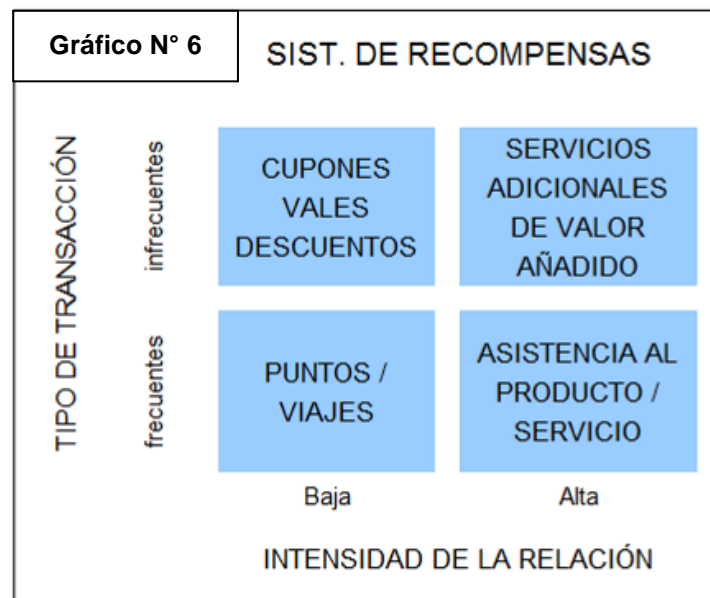 Gráfico N° 6
SIST. DE RECOMPENSAS
TIPO DE TRANSACCIÓN
infrecuentes
CUPONES
VALES
DESCUENTOS
SERVICIOS
ADICIONALES
DE VALOR
AÑADIDO
frecuentes
PUNTOS /
VIAJES
ASISTENCIA AL
PRODUCTO /
SERVICIO
Baja
Alta
INTENSIDAD DE LA RELACIÓN